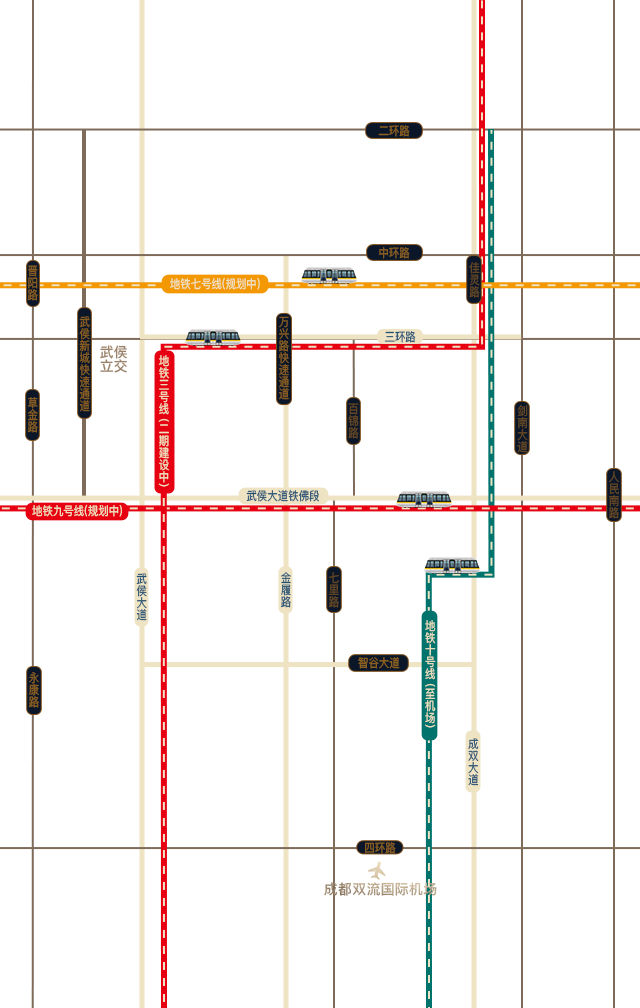 二环路
中环路
晋阳路
地铁七号线(规划中)
佳灵路
武侯新城快速通道
万兴路快速通道
三环路
武侯
立交
地铁三号线(二期建设中)
草金路
白锦路
剑南大道
人民南路
武侯大道铁佛段
地铁九号线(规划中)
武侯大道
金履路
七里路
地铁十号线(至机场)
智谷大道
永康路
成双大道
四环路
成都双流国际机场